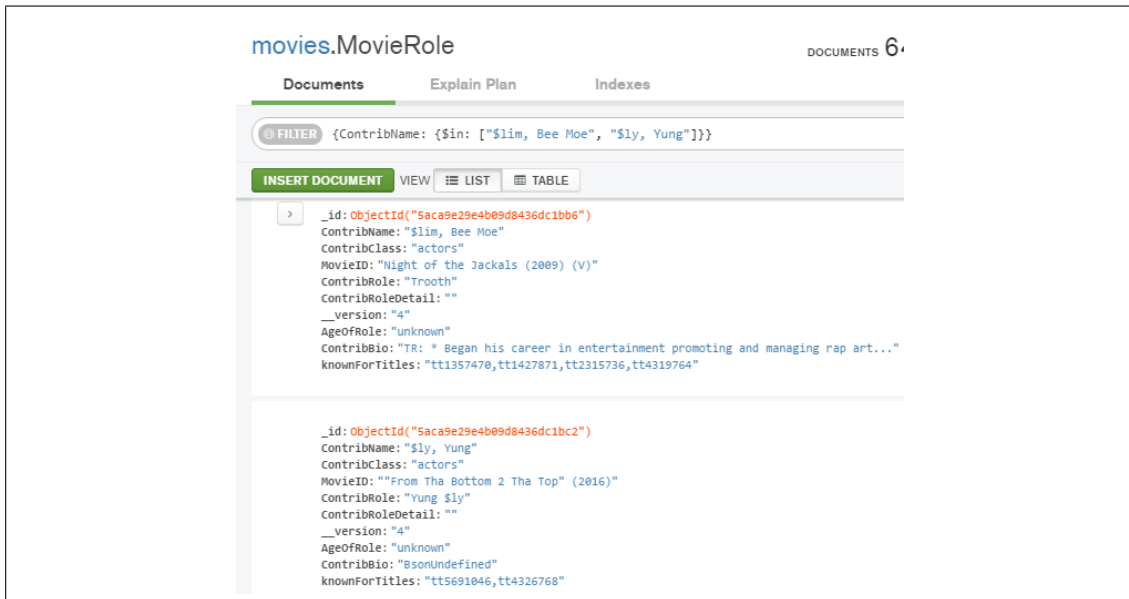 movies.MovieRole
DOCUMENTS 64
Documents Explain Plan Indexes
FILTER {ContribName: {$in: ["$lim, Bee Moe", "$ly, Yung"]}}
INSERT DOCUMENT VIEW LIST TABLE
_id: ObjectId("5aca9e29e4b09d8436dc1bb6")
ContribName: "$lim, Bee Moe"
ContribClass: "actors"
MovieID: "Night of the Jackals (2009) (V)"
ContribRole: "Trooth"
ContribRoleDetail: ""
__version: "4"
AgeOfRole: "unknown"
ContribBio: "TR: * Began his career in entertainment promoting and managing rap art..."
knownForTitles: "tt1357470,tt1427871,tt2315736,tt4319764"
_id: ObjectId("5aca9e29e4b09d8436dc1bc2")
ContribName: "$ly, Yung"
ContribClass: "actors"
MovieID: ""From Tha Bottom 2 Tha Top" (2016)"
ContribRole: "Yung $ly"
ContribRoleDetail: ""
__version: "4"
AgeOfRole: "unknown"
ContribBio: "BsonUndefined"
knownForTitles: "tt5691046,tt4326768"